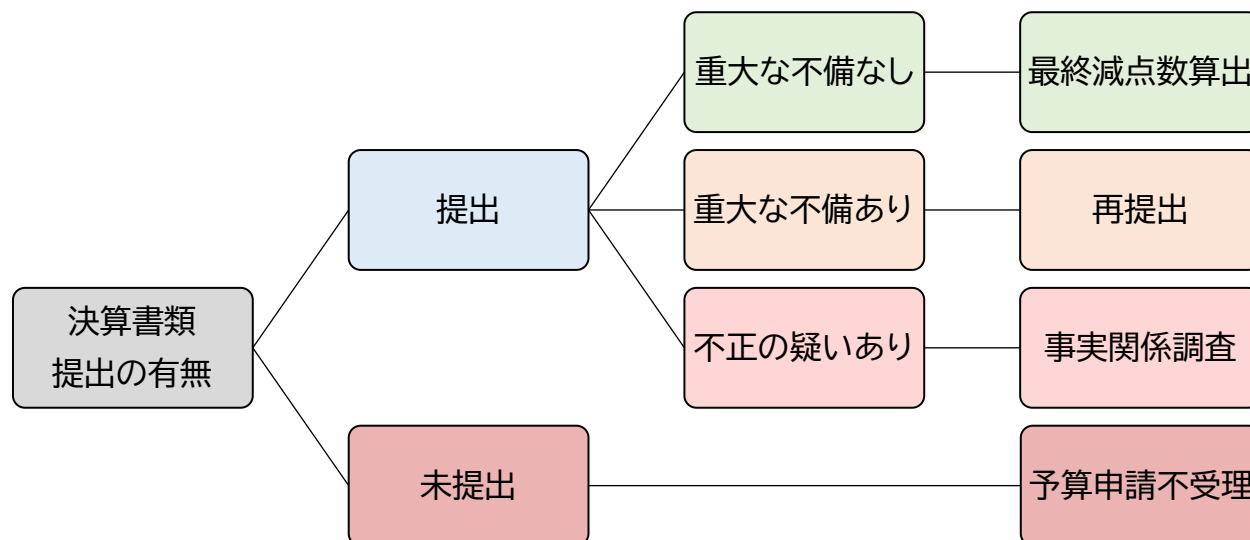 決算書類
提出の有無
提出
重大な不備なし
最終減点数算出
重大な不備あり
再提出
不正の疑いあり
事実関係調査
未提出
予算申請不受理